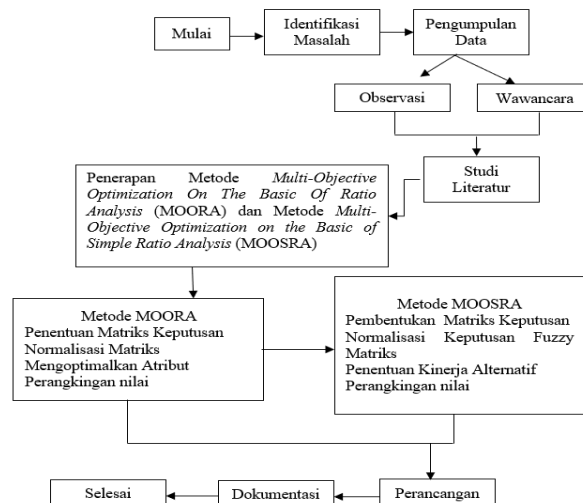 Mulai
Identifikasi
Masalah
Pengumpulan
Data
Observasi
Wawancara
Studi
Literatur
Penerapan Metode Multi-Objective
Optimization On The Basic Of Ratio
Analysis (MOORA) dan Metode Multi-
Objective Optimization on the Basic of
Simple Ratio Analysis (MOOSRA)
Metode MOORA
Penentuan Matriks Keputusan
Normalisasi Matriks
Mengoptimalkan Atribut
Perangkingan nilai
Metode MOOSRA
Pembentukan Matriks Keputusan
Normalisasi Keputusan Fuzzy
Matriks
Penentuan Kinerja Alternatif
Perangkingan nilai
Perancangan
Dokumentasi
Selesai